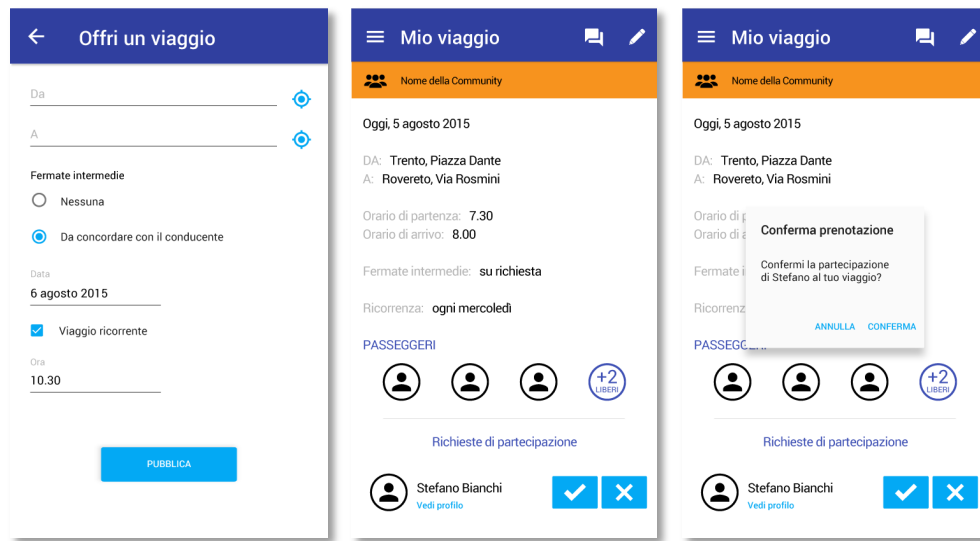 Offri un viaggio
Da
A
Fermate intermedie
Nessuna
Da concordare con il conducente
Data
6 agosto 2015
Viaggio ricorrente
Ora
10.30
PUBBLICA
Mio viaggio
Nome della Community
Oggi, 5 agosto 2015
DA: Trento, Piazza Dante
A: Rovereto, Via Rosmini
Orario di partenza: 7.30
Orario di arrivo: 8.00
Fermate intermedie: su richiesta
Ricorrenza: ogni mercoledì
PASSEGGERI
+2
LIBERI
Richieste di partecipazione
Stefano Bianchi
Vedi profilo
Mio viaggio
Nome della Community
Oggi, 5 agosto 2015
DA: Trento, Piazza Dante
A: Rovereto, Via Rosmini
Orario di
Orario di
Fermate
Ricorrenz
Conferma prenotazione
Confermi la partecipazione
di Stefano al tuo viaggio?
ANNULLA CONFERMA
PASSEGGERI
+2
LIBERI
Richieste di partecipazione
Stefano Bianchi
Vedi profilo